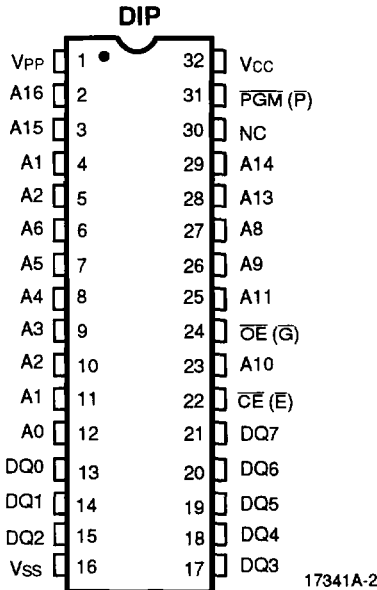 DIP
VPP 1 32 VCC
A16 2 31 P̅G̅M̅ (P̅)
A15 3 30 NC
A1 4 29 A14
A2 5 28 A13
A6 6 27 A8
A5 7 26 A9
A4 8 25 A11
A3 9 24 O̅E̅ (G̅)
A2 10 23 A10
A1 11 22 C̅E̅ (E̅)
A0 12 21 DQ7
DQ0 13 20 DQ6
DQ1 14 19 DQ5
DQ2 15 18 DQ4
VSS 16 17 DQ3
17341A-2